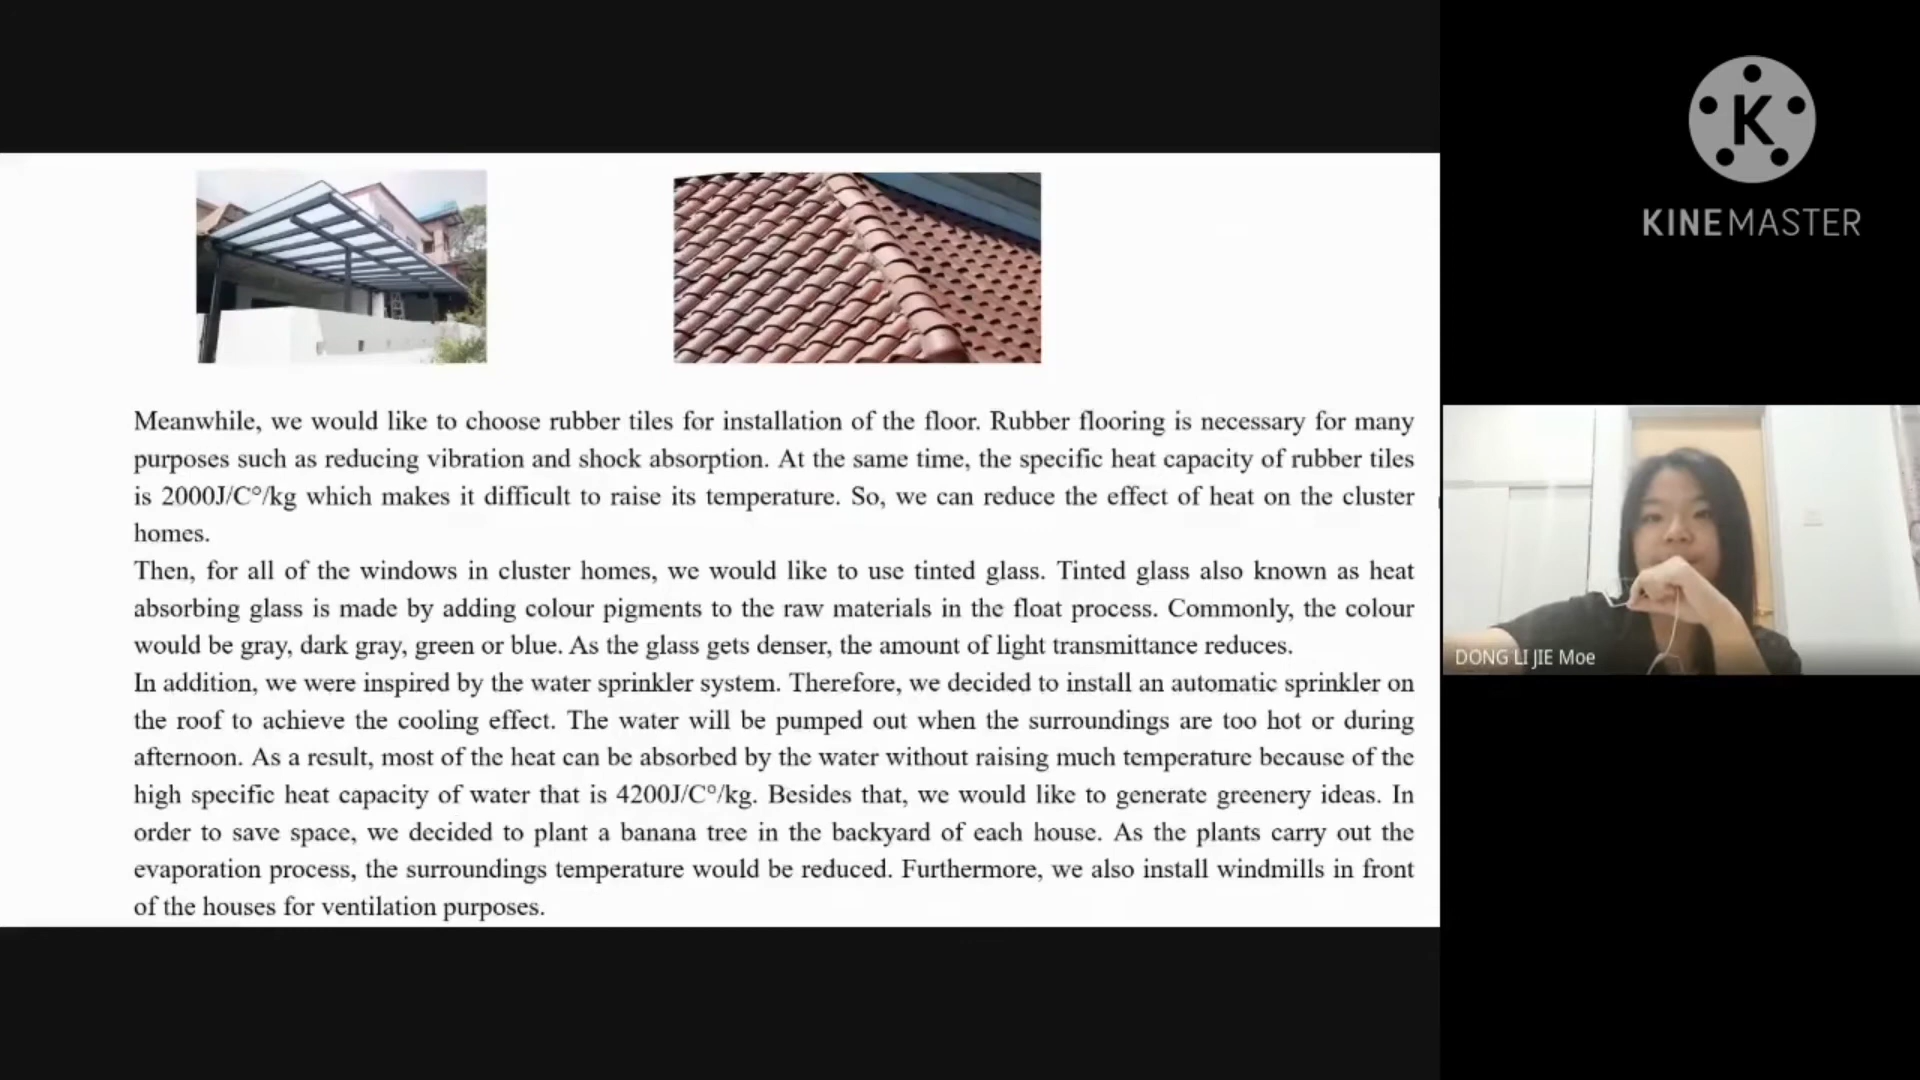 K
KINEMASTER
Meanwhile, we would like to choose rubber tiles for installation of the floor. Rubber flooring is necessary for many
purposes such as reducing vibration and shock absorption. At the same time, the specific heat capacity of rubber tiles
is 2000J/C°/kg which makes it difficult to raise its temperature. So, we can reduce the effect of heat on the cluster
homes.
Then, for all of the windows in cluster homes, we would like to use tinted glass. Tinted glass also known as heat
absorbing glass is made by adding colour pigments to the raw materials in the float process. Commonly, the colour
would be gray, dark gray, green or blue. As the glass gets denser, the amount of light transmittance reduces.
In addition, we were inspired by the water sprinkler system. Therefore, we decided to install an automatic sprinkler on
the roof to achieve the cooling effect. The water will be pumped out when the surroundings are too hot or during
afternoon. As a result, most of the heat can be absorbed by the water without raising much temperature because of the
high specific heat capacity of water that is 4200J/C°/kg. Besides that, we would like to generate greenery ideas. In
order to save space, we decided to plant a banana tree in the backyard of each house. As the plants carry out the
evaporation process, the surroundings temperature would be reduced. Furthermore, we also install windmills in front
of the houses for ventilation purposes.
DONG LI JIE Moe